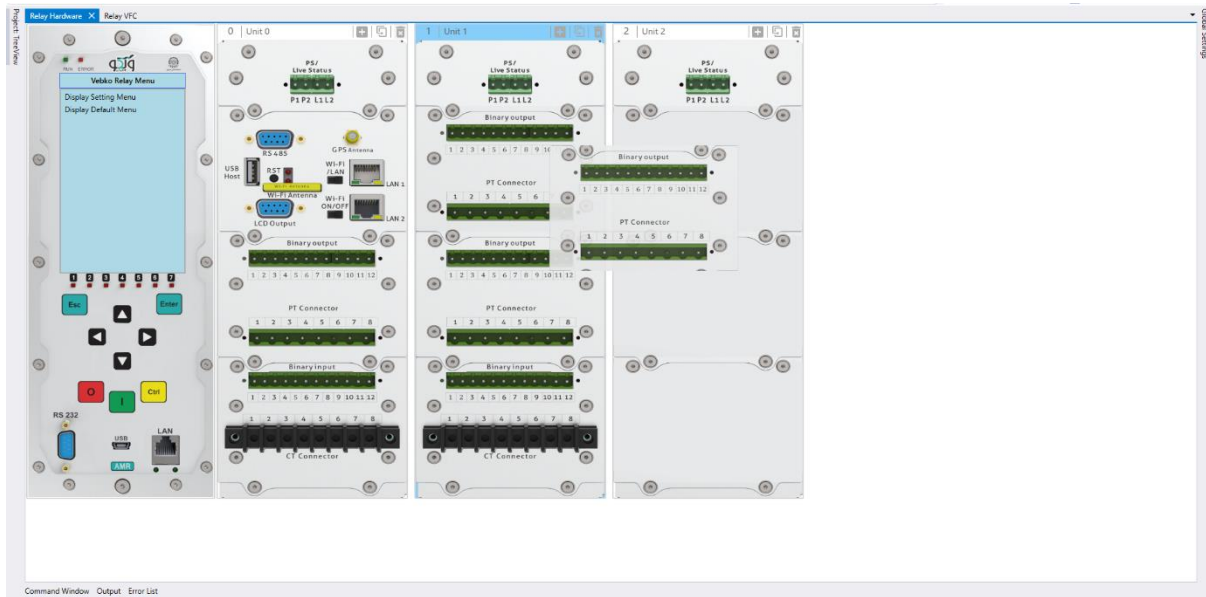 Relay Hardware X Relay VFC
Project: TreeView
Global Settings
RUN ERROR
وبکو
Vebko Relay Menu
Display Setting Menu
Display Default Menu
1 2 3 4 5 6 7
Esc
Enter
O
I
Ctrl
RS 232
USB
LAN
AMR
0 Unit 0
PS/
Live Status
P1 P2 L1 L2
RS 485
GPS Antenna
USB
Host
RST
Wi-Fi
/LAN
LAN 1
Wi-Fi Antenna
Wi-Fi
ON/OFF
LCD Output
LAN 2
Binary output
1 2 3 4 5 6 7 8 9 10 11 12
PT Connector
1 2 3 4 5 6 7 8
Binary input
1 2 3 4 5 6 7 8 9 10 11 12
1 2 3 4 5 6 7 8
CT Connector
1 Unit 1
PS/
Live Status
P1 P2 L1 L2
Binary output
1 2 3 4 5 6 7 8 9 10
PT Connector
1 2 3 4 5 6
Binary output
1 2 3 4 5 6 7 8 9 10 11 12
PT Connector
1 2 3 4 5 6 7 8
Binary input
1 2 3 4 5 6 7 8 9 10 11 12
1 2 3 4 5 6 7 8
CT Connector
2 Unit 2
PS/
Live Status
P1 P2 L1 L2
Binary output
1 2 3 4 5 6 7 8 9 10 11 12
PT Connector
1 2 3 4 5 6 7 8
Command Window Output Error List